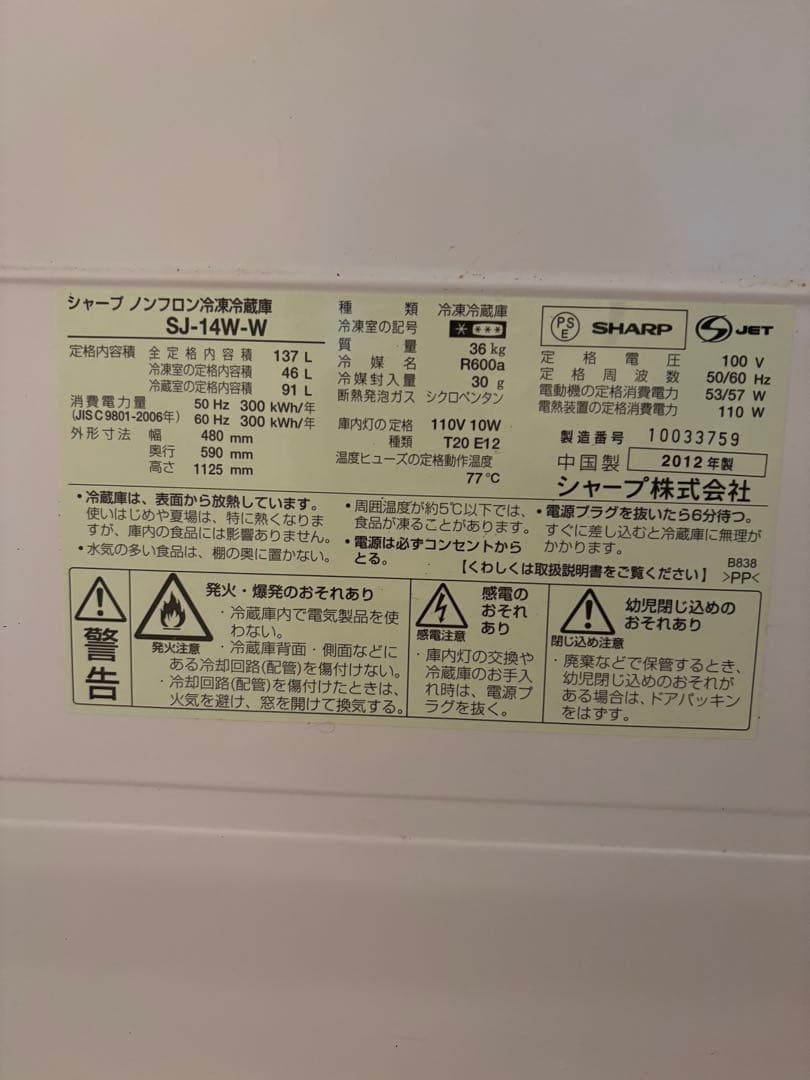 シャープ ノンフロン冷凍冷蔵庫
SJ-14W-W
定格内容積 全定格内容積 137 L
冷凍室の定格内容積 46 L
冷蔵室の定格内容積 91 L
消費電力量 50 Hz 300 kWh/年
(JIS C 9801-2006年) 60 Hz 300 kWh/年
外形寸法 幅 480 mm
奥行 590 mm
高さ 1125 mm
種類 冷凍冷蔵庫
冷凍室の記号 * ***
質量 36 kg
冷媒名 R600a
冷媒封入量 30 g
断熱発泡ガス シクロペンタン
庫内灯の定格 110V 10W
種類 T20 E12
温度ヒューズの定格動作温度
77℃
PSE SHARP JET
定格電圧 100 V
定格周波数 50/60 Hz
電動機の定格消費電力 53/57 W
電熱装置の定格消費電力 110 W
製造番号 10033759
中国製 2012年製
シャープ株式会社
・冷蔵庫は、表面から放熱しています。
使いはじめや夏場は、特に熱くなりま
すが、庫内の食品には影響ありません。
・水気の多い食品は、棚の奥に置かない。
・周囲温度が約5℃以下では、
食品が凍ることがあります。
・電源は必ずコンセントから
とる。
・電源プラグを抜いたら6分待つ。
すぐに差し込むと冷蔵庫に無理が
かかります。
【くわしくは取扱説明書をご覧ください】
B838
>PP<
警告
発火注意
発火・爆発のおそれあり
・冷蔵庫内で電気製品を使
わない。
・冷蔵庫背面・側面などに
ある冷却回路(配管)を傷付けない。
・冷却回路(配管)を傷付けたときは、
火気を避け、窓を開けて換気する。
感電注意
感電の
おそれ
あり
・庫内灯の交換や
冷蔵庫のお手入
れ時は、電源プ
ラグを抜く。
閉じ込め注意
幼児閉じ込めの
おそれあり
・廃棄などで保管するとき、
幼児閉じ込めのおそれが
ある場合は、ドアパッキン
をはずす。